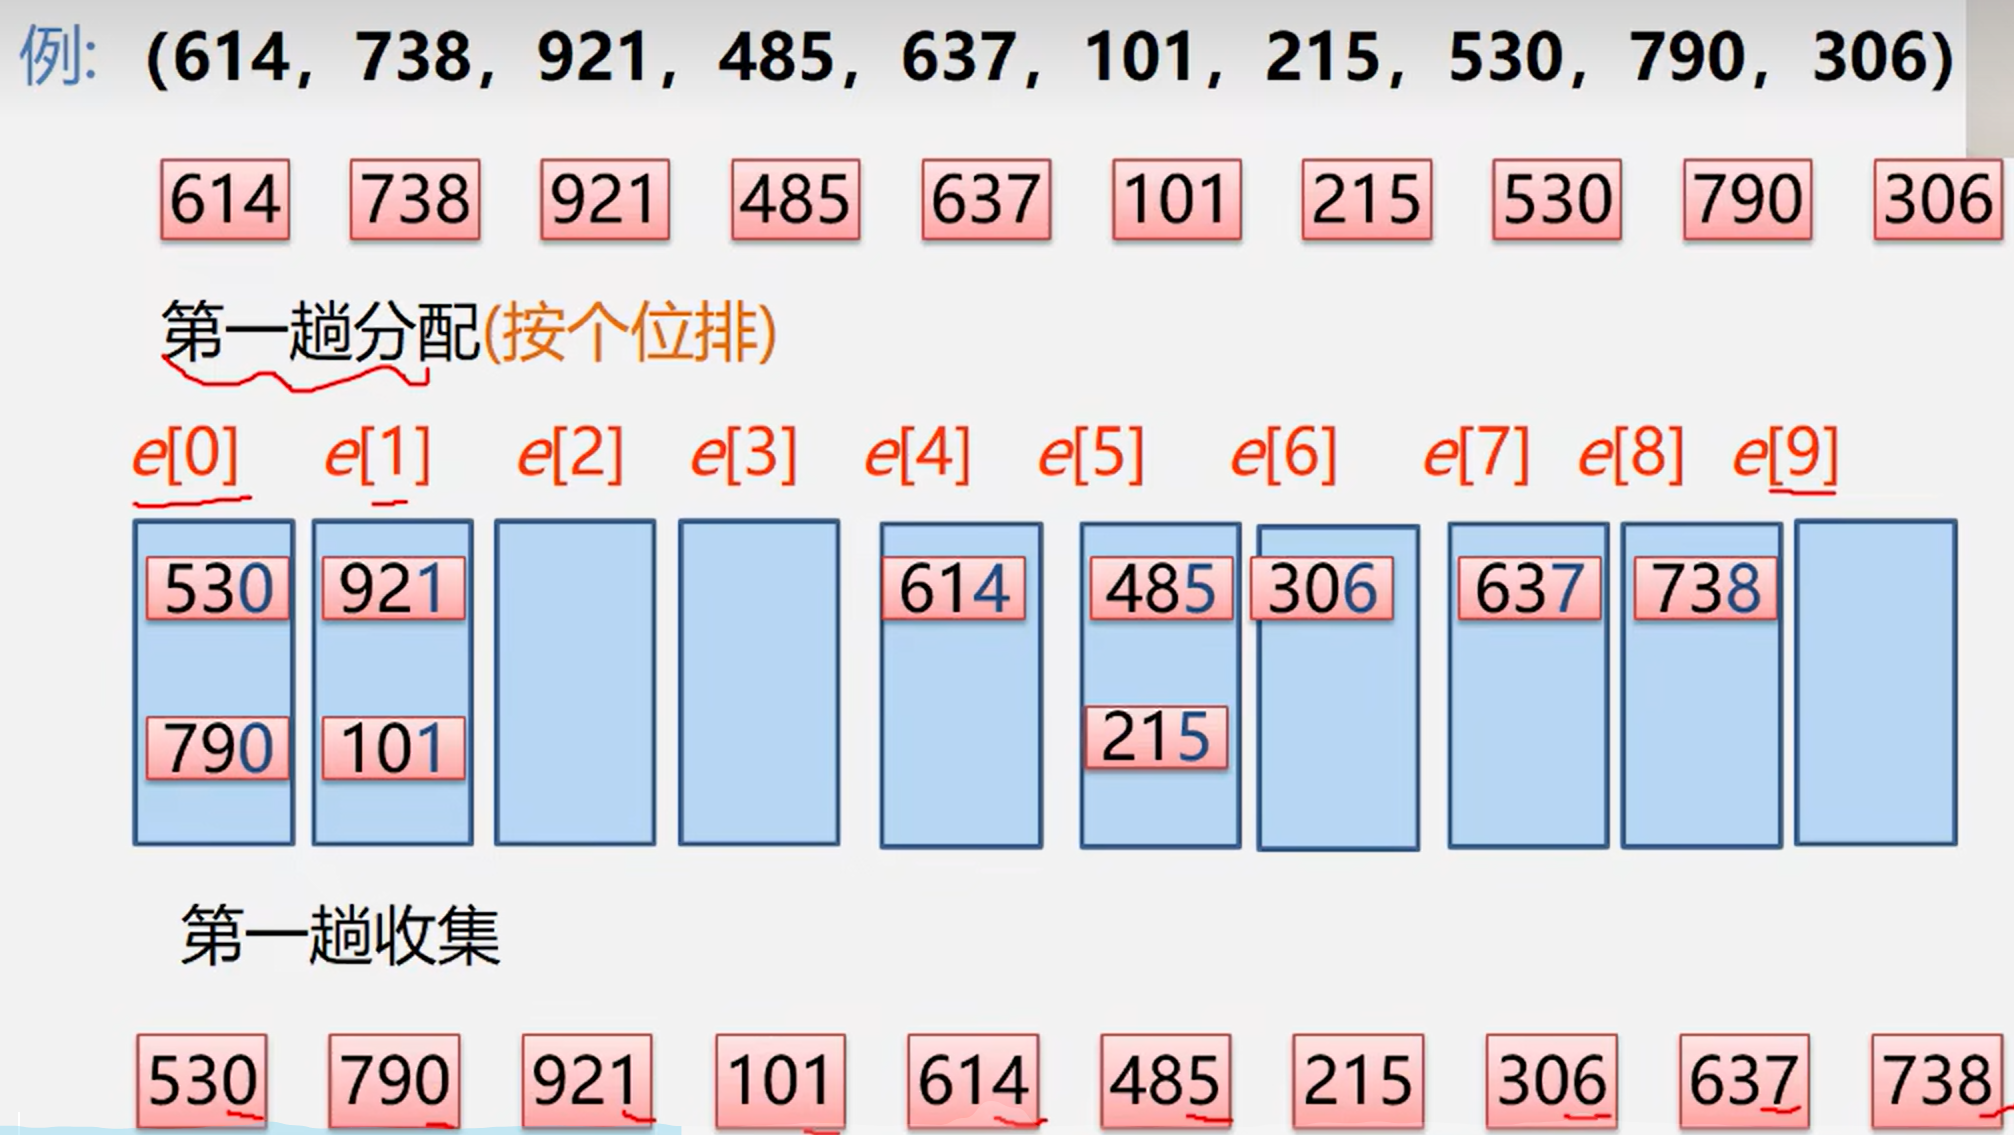 例: (614, 738, 921, 485, 637, 101, 215, 530, 790, 306)
614 738 921 485 637 101 215 530 790 306
第一趟分配(按个位排)
e[0] e[1] e[2] e[3] e[4] e[5] e[6] e[7] e[8] e[9]
530 921 614 485 306 637 738
790 101 215
第一趟收集
530 790 921 101 614 485 215 306 637 738